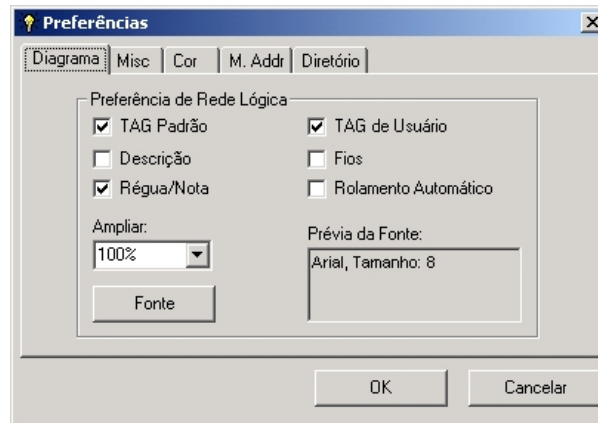 Preferências
Diagrama Misc Cor M. Addr Diretório
Preferência de Rede Lógica
TAG Padrão TAG de Usuário
Descrição Fios
Régua/Nota Rolamento Automático
Ampliar: Prévia da Fonte:
100% Arial, Tamanho: 8
Fonte
OK Cancelar